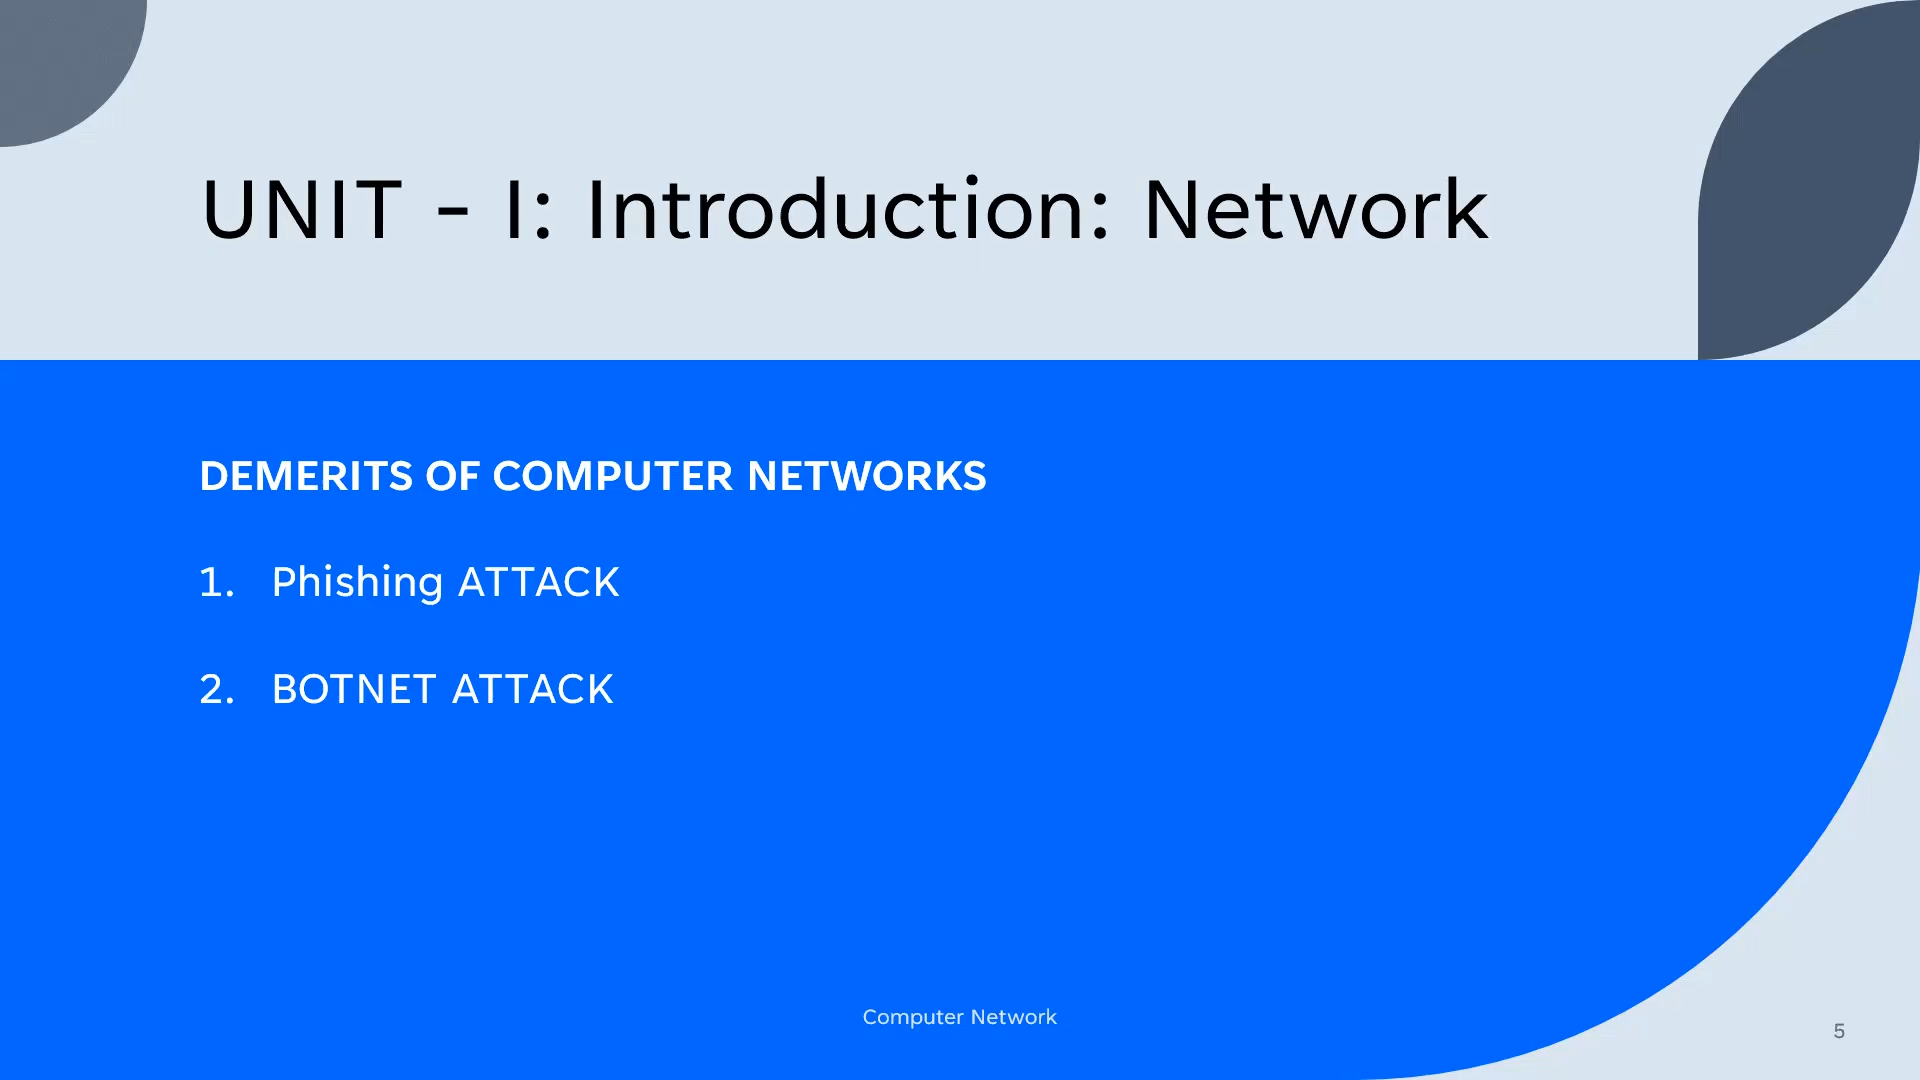 UNIT - I: Introduction: Network
DEMERITS OF COMPUTER NETWORKS
1. Phishing ATTACK
2. BOTNET ATTACK
Computer Network
5